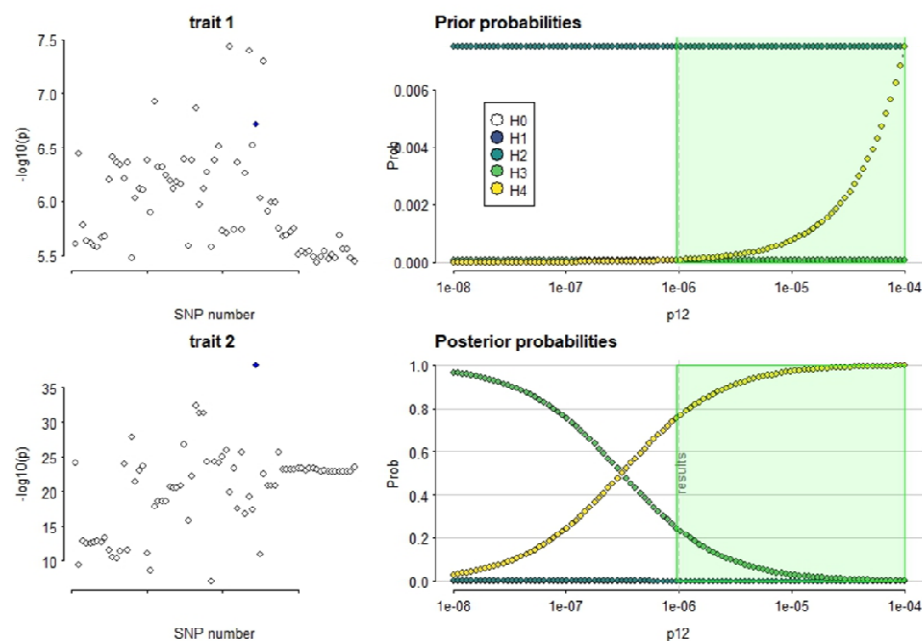 trait 1
7.5
7.0
6.5
6.0
5.5
-log10(p)
SNP number
Prior probabilities
0.006
0.004
0.002
0.000
Prob
H0
H1
H2
H3
H4
1e-08 1e-07 1e-06 1e-05 1e-04
p12
trait 2
35
30
25
20
15
10
-log10(p)
SNP number
Posterior probabilities
1.0
0.8
0.6
0.4
0.2
0.0
Prob
results
1e-08 1e-07 1e-06 1e-05 1e-04
p12